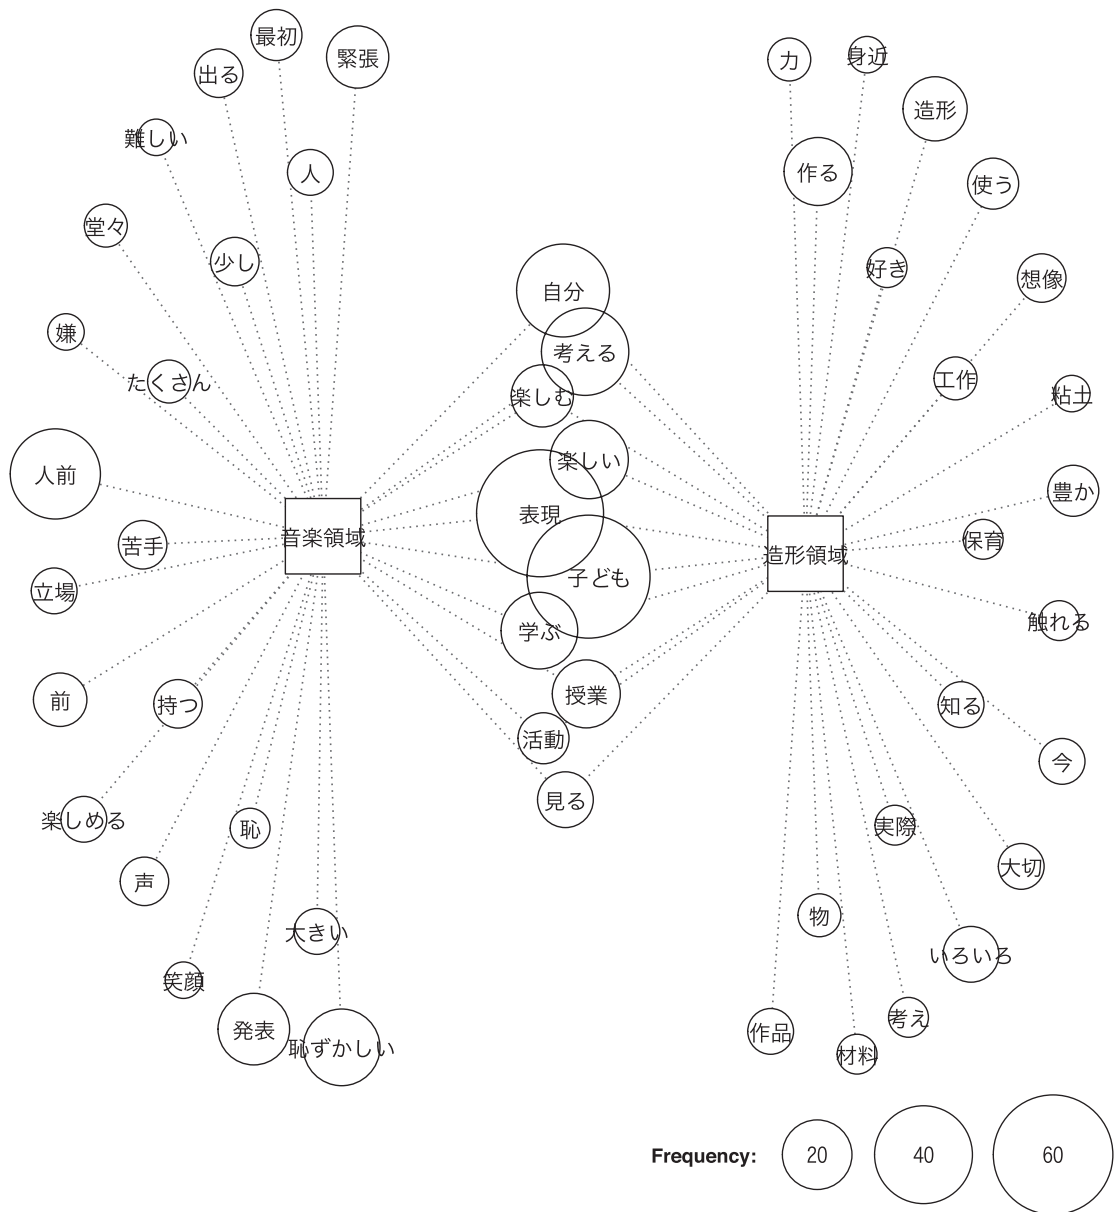 最初
緊張
出る
難しい
人
堂々
少し
嫌
たくさん
人前
音楽領域
苦手
立場
前
持つ
楽しめる
恥
声
大きい
笑顔
発表
恥ずかしい
自分
考える
楽しむ
楽しい
表現
子ども
学ぶ
授業
活動
見る
力
身近
造形
作る
使う
好き
想像
工作
粘土
豊か
保育
造形領域
触れる
知る
今
実際
大切
物
いろいろ
考え
作品
材料
Frequency: 20 40 60